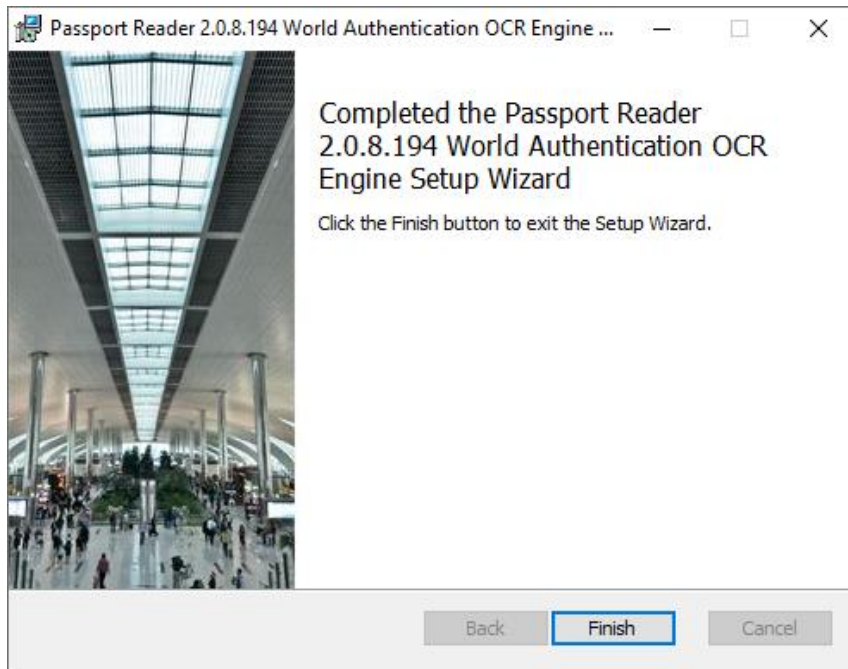 Passport Reader 2.0.8.194 World Authentication OCR Engine ...
Completed the Passport Reader
2.0.8.194 World Authentication OCR
Engine Setup Wizard
Click the Finish button to exit the Setup Wizard.
Back
Finish
Cancel